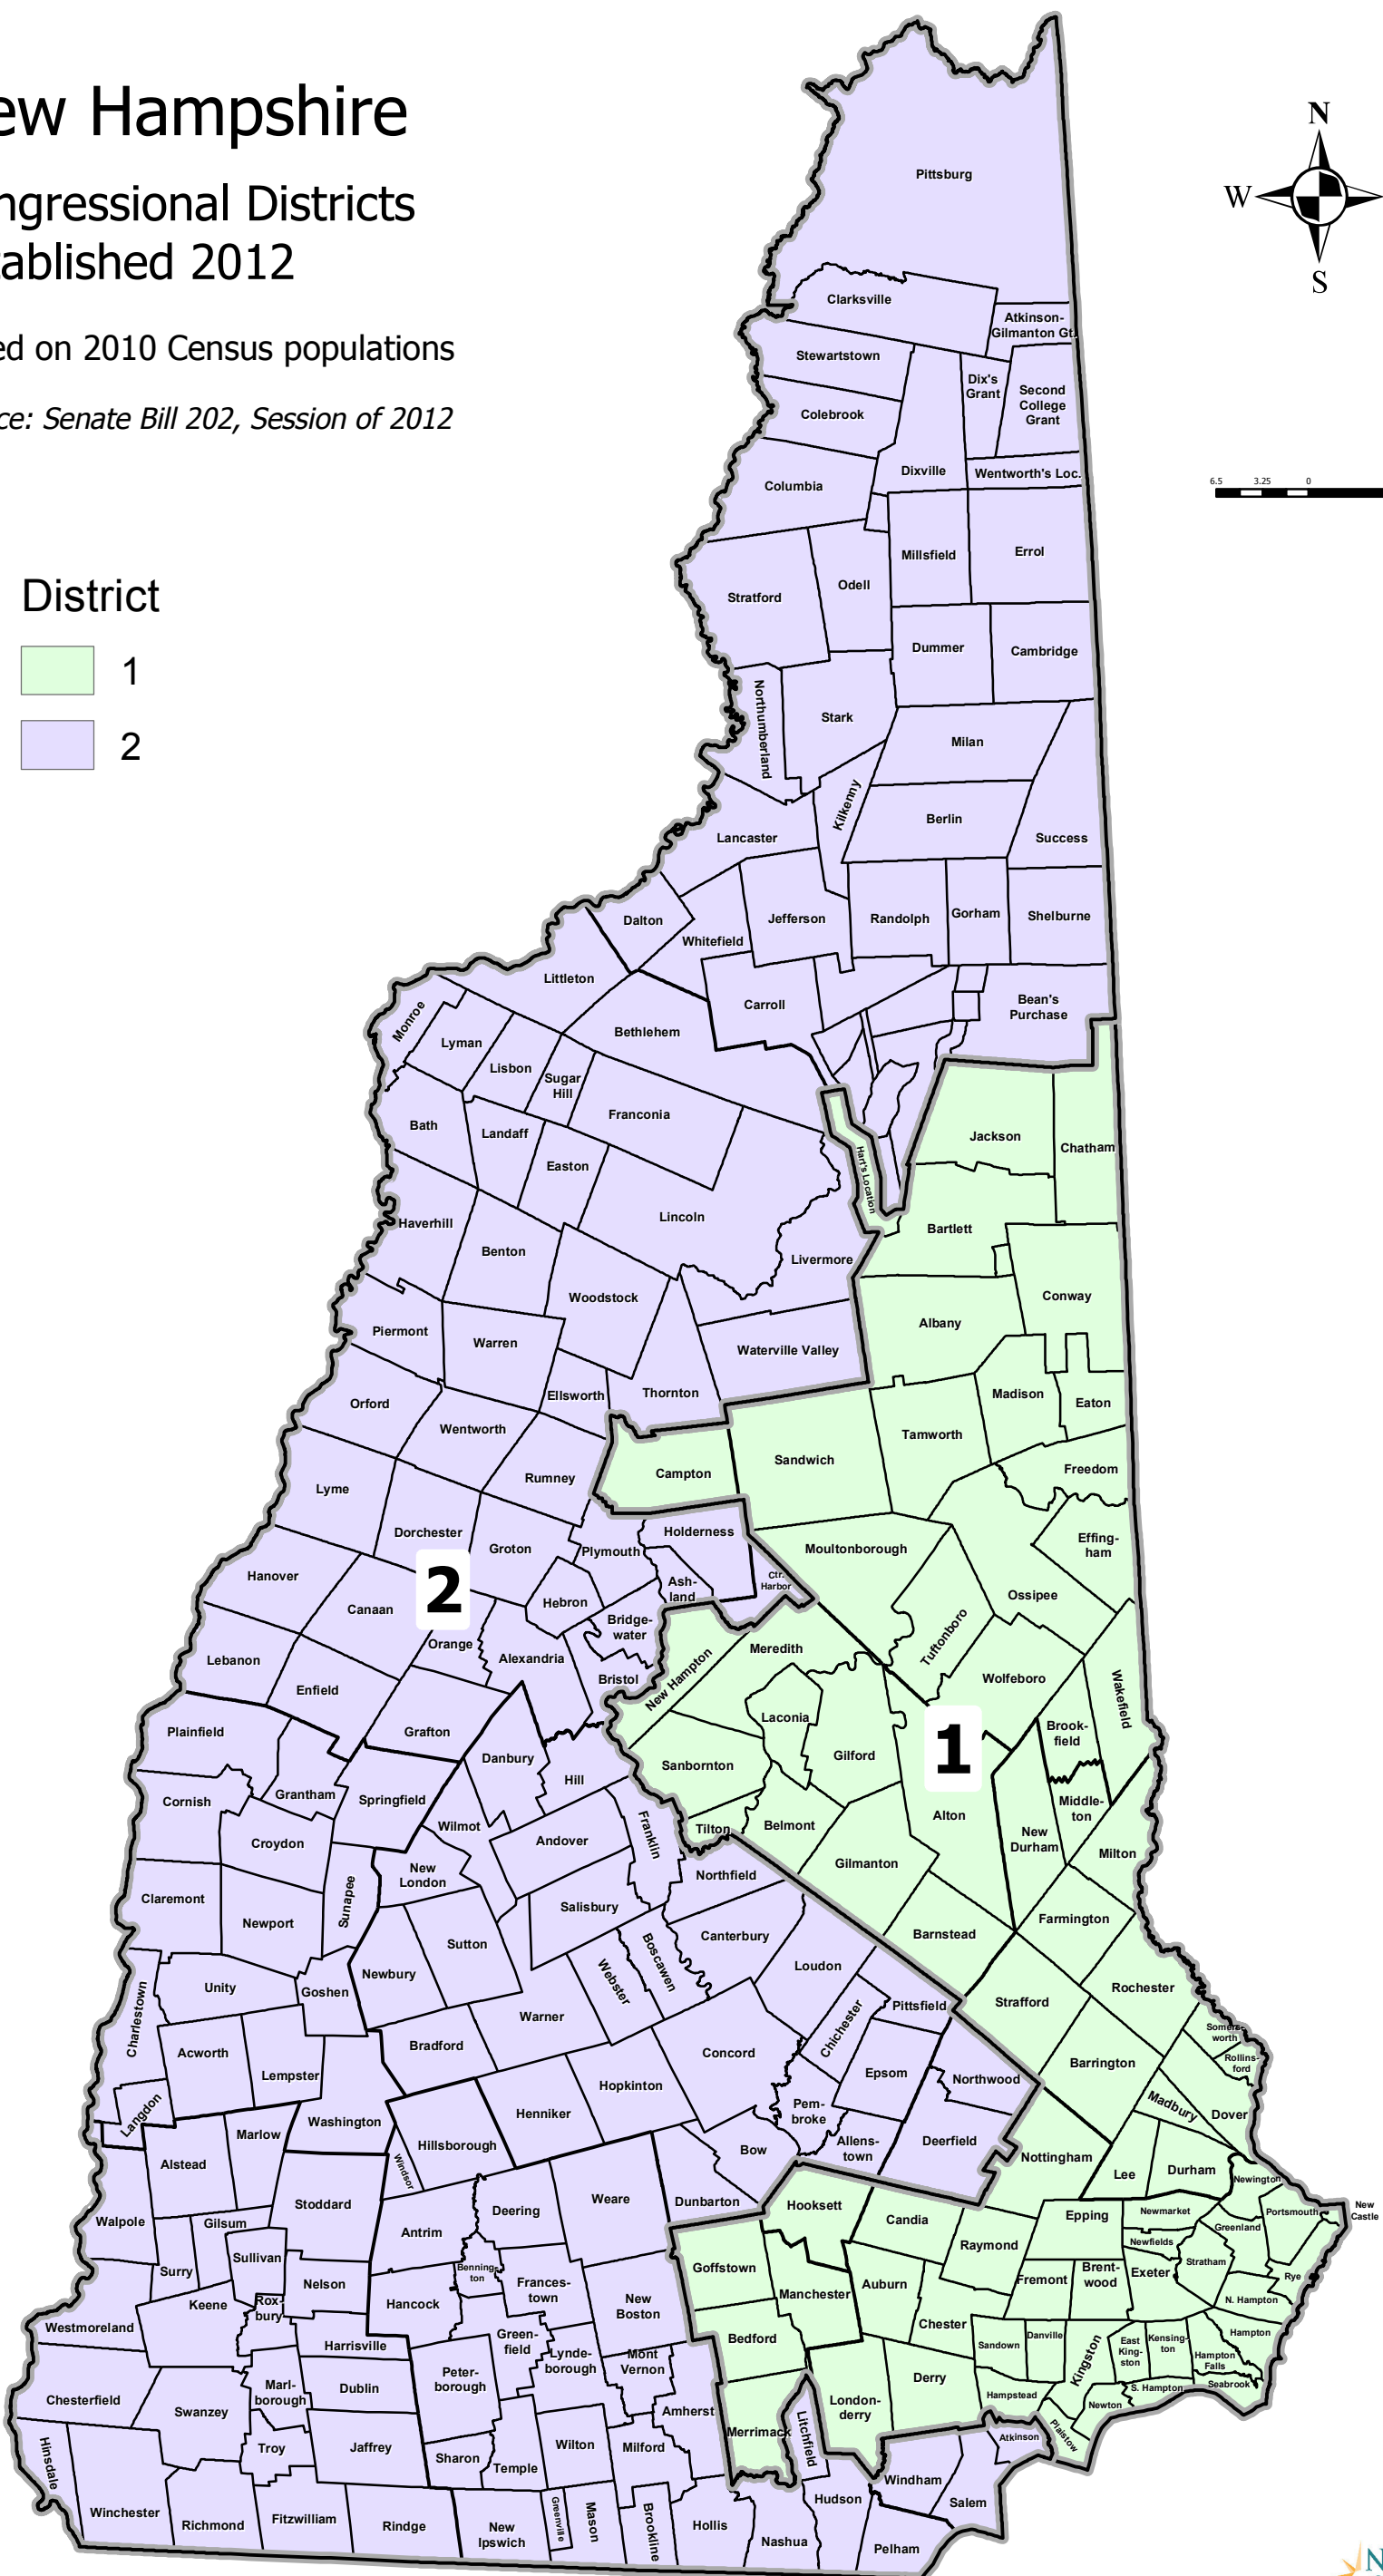 ew Hampshire
ngressional Districts
tablished 2012
ed on 2010 Census populations
ce: Senate Bill 202, Session of 2012
N
W
S
6.5 3.25 0
District
1
2
Pittsburg
Clarksville
Atkinson-
Gilmanton Gt.
Stewartstown
Dix's
Grant
Second
College
Grant
Colebrook
Dixville
Wentworth's Loc.
Columbia
Millsfield
Errol
Odell
Stratford
Dummer
Cambridge
Northumberland
Stark
Milan
Kilkenny
Berlin
Lancaster
Success
Dalton
Jefferson
Randolph
Gorham
Shelburne
Whitefield
Littleton
Carroll
Bean's
Purchase
Monroe
Bethlehem
Lyman
Lisbon
Sugar
Hill
Franconia
Bath
Landaff
Jackson
Chatham
Easton
Hart's Location
Lincoln
Haverhill
Bartlett
Benton
Livermore
Woodstock
Conway
Piermont
Warren
Albany
Waterville Valley
Ellsworth
Thornton
Madison
Eaton
Orford
Wentworth
Tamworth
Sandwich
Freedom
Campton
Rumney
Lyme
Dorchester
Holderness
Groton
Plymouth
Moultonborough
Effing-
ham
Hanover
Ash-
land
Ctr.
Harbor
2
Canaan
Hebron
Ossipee
Bridge-
water
Orange
Tuftonboro
Lebanon
Alexandria
Meredith
Enfield
Bristol
New Hampton
Wolfeboro
Wakefield
Plainfield
Grafton
Laconia
1
Brook-
field
Danbury
Gilford
Sanbornton
Hill
Cornish
Grantham
Springfield
Alton
Middle-
ton
Wilmot
Tilton
Belmont
Croydon
Andover
Franklin
New
Durham
Milton
New
London
Gilmanton
Northfield
Claremont
Sunapee
Salisbury
Newport
Farmington
Barnstead
Sutton
Canterbury
Boscawen
Webster
Loudon
Newbury
Unity
Goshen
Rochester
Charlestown
Strafford
Pittsfield
Warner
Chichester
Somers-
worth
Bradford
Acworth
Concord
Rollins-
ford
Barrington
Lempster
Epsom
Northwood
Hopkinton
Madbury
Langdon
Pem-
broke
Henniker
Dover
Washington
Marlow
Hillsborough
Allens-
town
Deerfield
Bow
Nottingham
Alstead
Windsor
Lee
Durham
Newington
Stoddard
Weare
Dunbarton
Hooksett
Deering
Newmarket
Portsmouth
New
Castle
Walpole
Gilsum
Antrim
Candia
Epping
Greenland
Raymond
Newfields
Sullivan
Surry
Benning-
ton
Goffstown
Stratham
Exeter
Brent-
wood
Fremont
Rye
Nelson
Frances-
town
Auburn
Manchester
N. Hampton
Keene
Rox-
bury
Hancock
New
Boston
Westmoreland
Chester
Hampton
Green-
field
Bedford
Sandown
Danville
Kingston
East
King-
ston
Kensing-
ton
Harrisville
Lynde-
borough
Mont
Vernon
Hampton
Falls
Peter-
borough
Derry
Seabrook
Dublin
Marl-
borough
S. Hampton
Chesterfield
Swanzey
Hampstead
Newton
London-
derry
Amherst
Merrimack
Litchfield
Plaistow
Atkinson
Troy
Jaffrey
Sharon
Temple
Wilton
Milford
Hinsdale
Windham
Salem
Hudson
Winchester
Richmond
Fitzwilliam
Rindge
New
Ipswich
Greenville
Mason
Brookline
Hollis
Nashua
Pelham
N